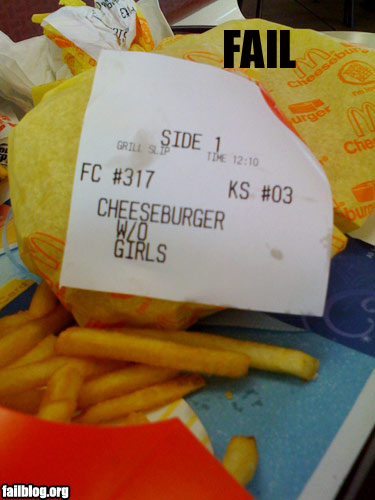 FAIL
SIDE 1
GRILL SLIP TIME 12:10
FC #317 KS #03
CHEESEBURGER
W/O
GIRLS
failblog.org